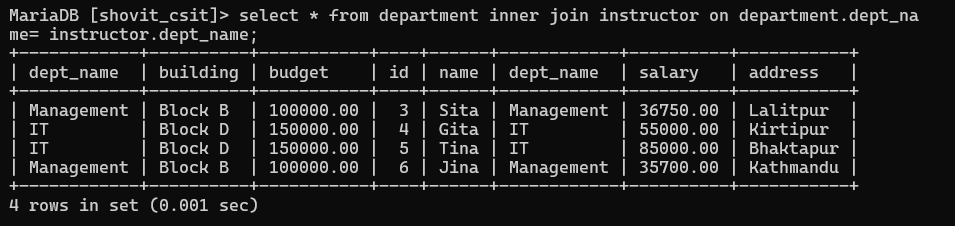 MariaDB [shovit_csit]> select * from department inner join instructor on department.dept_na
me= instructor.dept_name;
+------------+----------+-----------+----+------+------------+----------+-----------+
| dept_name  | building | budget    | id | name | dept_name  | salary   | address   |
+------------+----------+-----------+----+------+------------+----------+-----------+
| Management | Block B  | 100000.00 |  3 | Sita | Management | 36750.00 | Lalitpur  |
| IT         | Block D  | 150000.00 |  4 | Gita | IT         | 55000.00 | Kirtipur  |
| IT         | Block D  | 150000.00 |  5 | Tina | IT         | 85000.00 | Bhaktapur |
| Management | Block B  | 100000.00 |  6 | Jina | Management | 35700.00 | Kathmandu |
+------------+----------+-----------+----+------+------------+----------+-----------+
4 rows in set (0.001 sec)